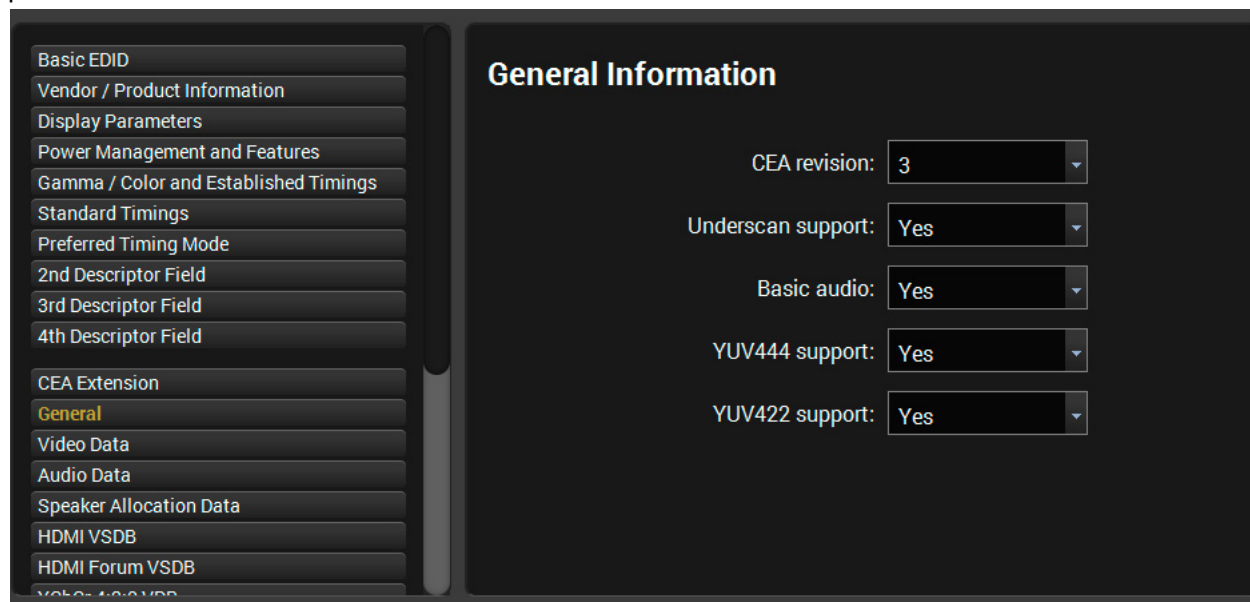 Basic EDID
Vendor / Product Information
Display Parameters
Power Management and Features
Gamma / Color and Established Timings
Standard Timings
Preferred Timing Mode
2nd Descriptor Field
3rd Descriptor Field
4th Descriptor Field
CEA Extension
General
Video Data
Audio Data
Speaker Allocation Data
HDMI VSDB
HDMI Forum VSDB
General Information
CEA revision: 3
Underscan support: Yes
Basic audio: Yes
YUV444 support: Yes
YUV422 support: Yes